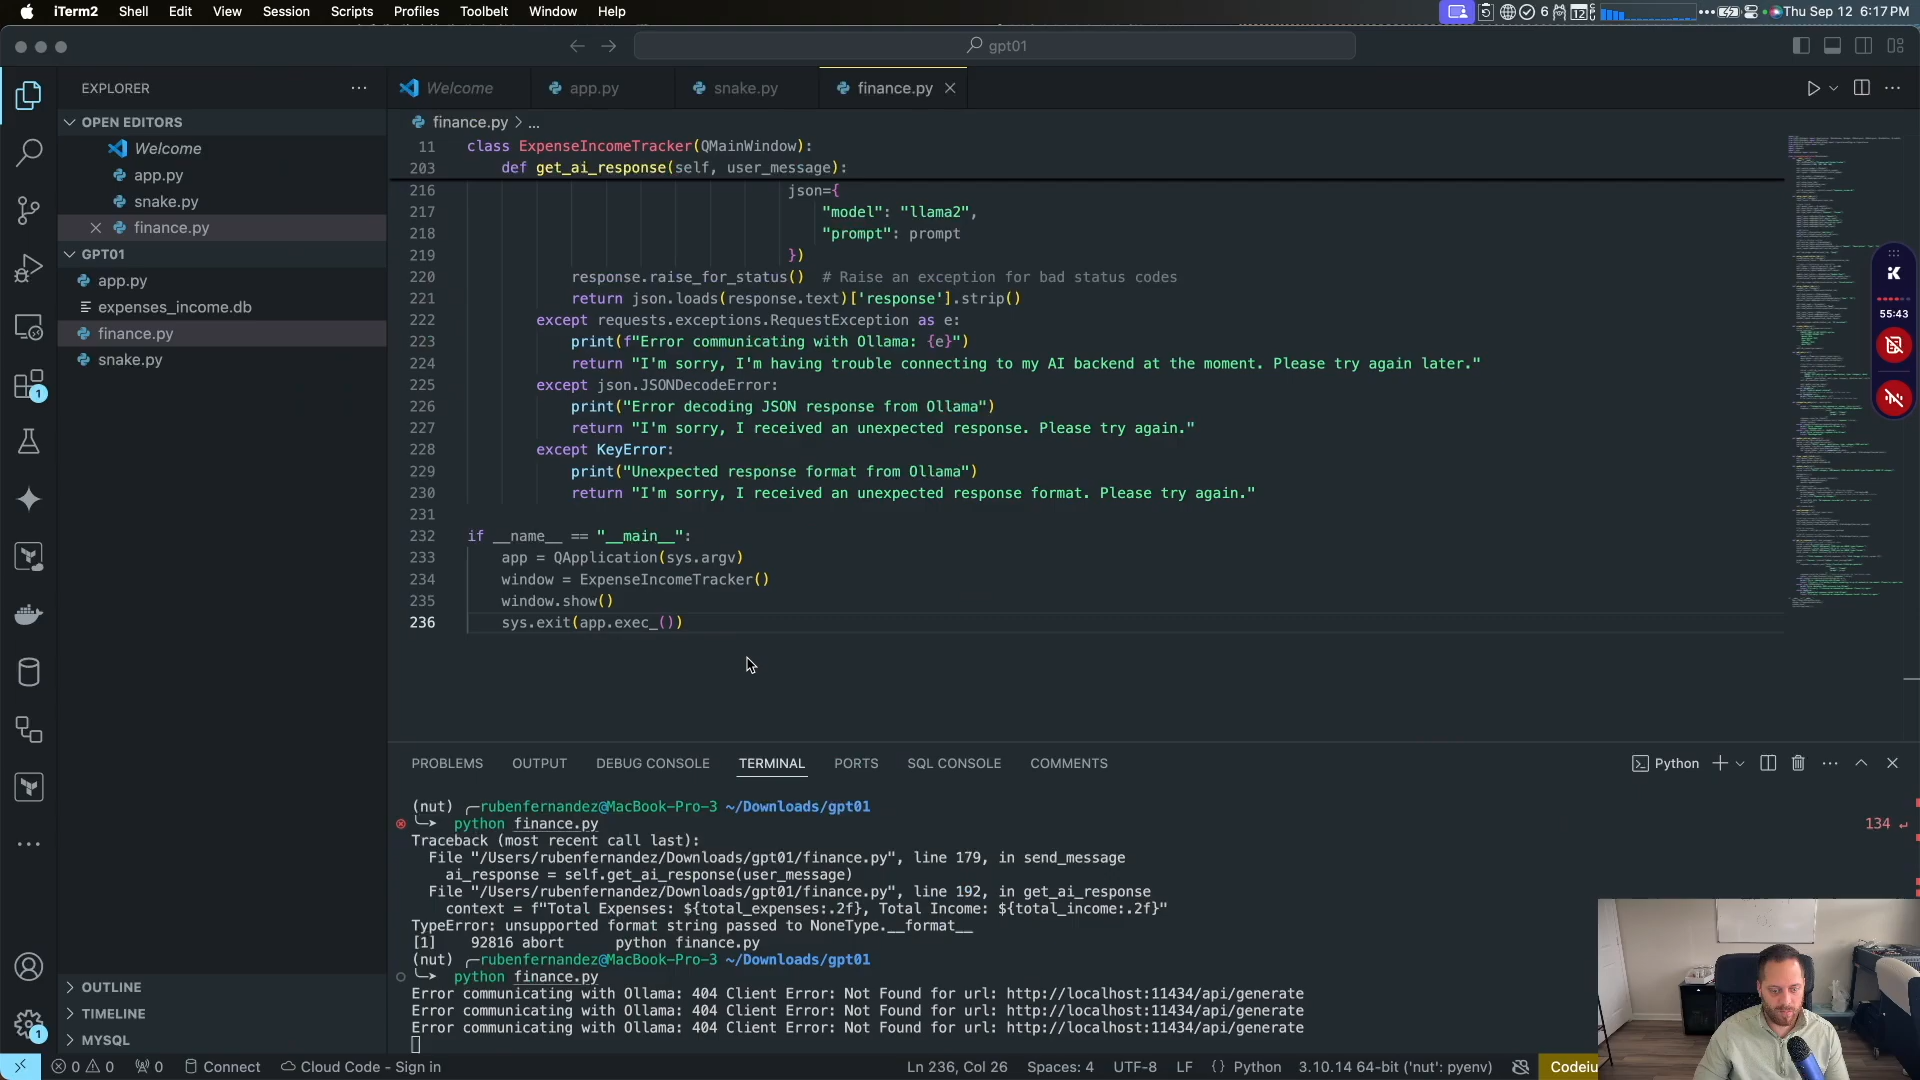 iTerm2 Shell Edit View Session Scripts Profiles Toolbelt Window Help 6 12 Thu Sep 12 6:17 PM
gpt01
EXPLORER
OPEN EDITORS
Welcome
app.py
snake.py
finance.py
GPT01
app.py
expenses_income.db
finance.py
snake.py
1
OUTLINE
TIMELINE
MYSQL
1
Welcome app.py snake.py finance.py
finance.py > ...
11 class ExpenseIncomeTracker(QMainWindow):
203 def get_ai_response(self, user_message):
216 json={
217 "model": "llama2",
218 "prompt": prompt
219 })
220 response.raise_for_status() # Raise an exception for bad status codes
221 return json.loads(response.text)['response'].strip()
222 except requests.exceptions.RequestException as e:
223 print(f"Error communicating with Ollama: {e}")
224 return "I'm sorry, I'm having trouble connecting to my AI backend at the moment. Please try again later."
225 except json.JSONDecodeError:
226 print("Error decoding JSON response from Ollama")
227 return "I'm sorry, I received an unexpected response. Please try again."
228 except KeyError:
229 print("Unexpected response format from Ollama")
230 return "I'm sorry, I received an unexpected response format. Please try again."
231
232 if __name__ == "__main__":
233 app = QApplication(sys.argv)
234 window = ExpenseIncomeTracker()
235 window.show()
236 sys.exit(app.exec_())
K
55:43
PROBLEMS OUTPUT DEBUG CONSOLE TERMINAL PORTS SQL CONSOLE COMMENTS Python
(nut) rubenfernandez@MacBook-Pro-3 ~/Downloads/gpt01
python finance.py 134
Traceback (most recent call last):
File "/Users/rubenfernandez/Downloads/gpt01/finance.py", line 179, in send_message
ai_response = self.get_ai_response(user_message)
File "/Users/rubenfernandez/Downloads/gpt01/finance.py", line 192, in get_ai_response
context = f"Total Expenses: ${total_expenses:.2f}, Total Income: ${total_income:.2f}"
TypeError: unsupported format string passed to NoneType.__format__
[1] 92816 abort python finance.py
(nut) rubenfernandez@MacBook-Pro-3 ~/Downloads/gpt01
python finance.py
Error communicating with Ollama: 404 Client Error: Not Found for url: http://localhost:11434/api/generate
Error communicating with Ollama: 404 Client Error: Not Found for url: http://localhost:11434/api/generate
Error communicating with Ollama: 404 Client Error: Not Found for url: http://localhost:11434/api/generate
0 0 0 Connect Cloud Code - Sign in Ln 236, Col 26 Spaces: 4 UTF-8 LF {} Python 3.10.14 64-bit ('nut': pyenv) Codeiu